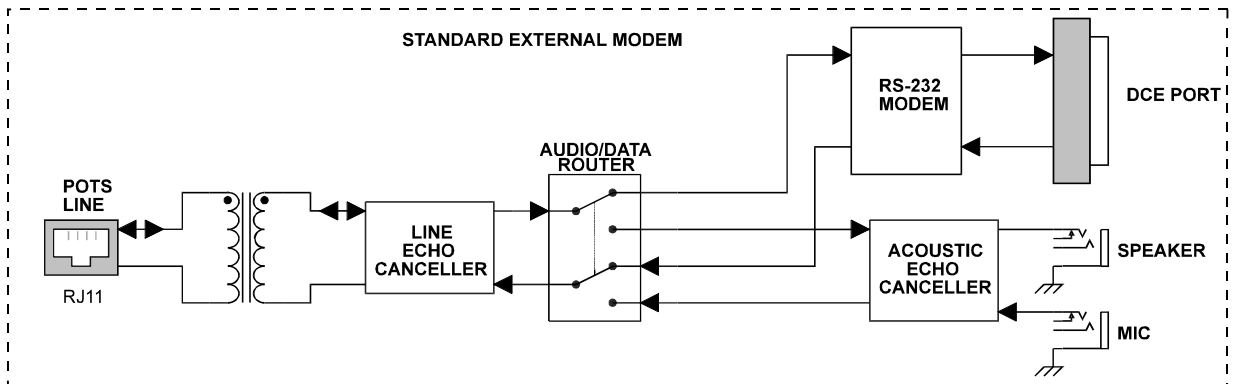 STANDARD EXTERNAL MODEM
RS-232
MODEM
DCE PORT
AUDIO/DATA
ROUTER
POTS
LINE
LINE
ECHO
CANCELLER
ACOUSTIC
ECHO
CANCELLER
SPEAKER
RJ11
MIC